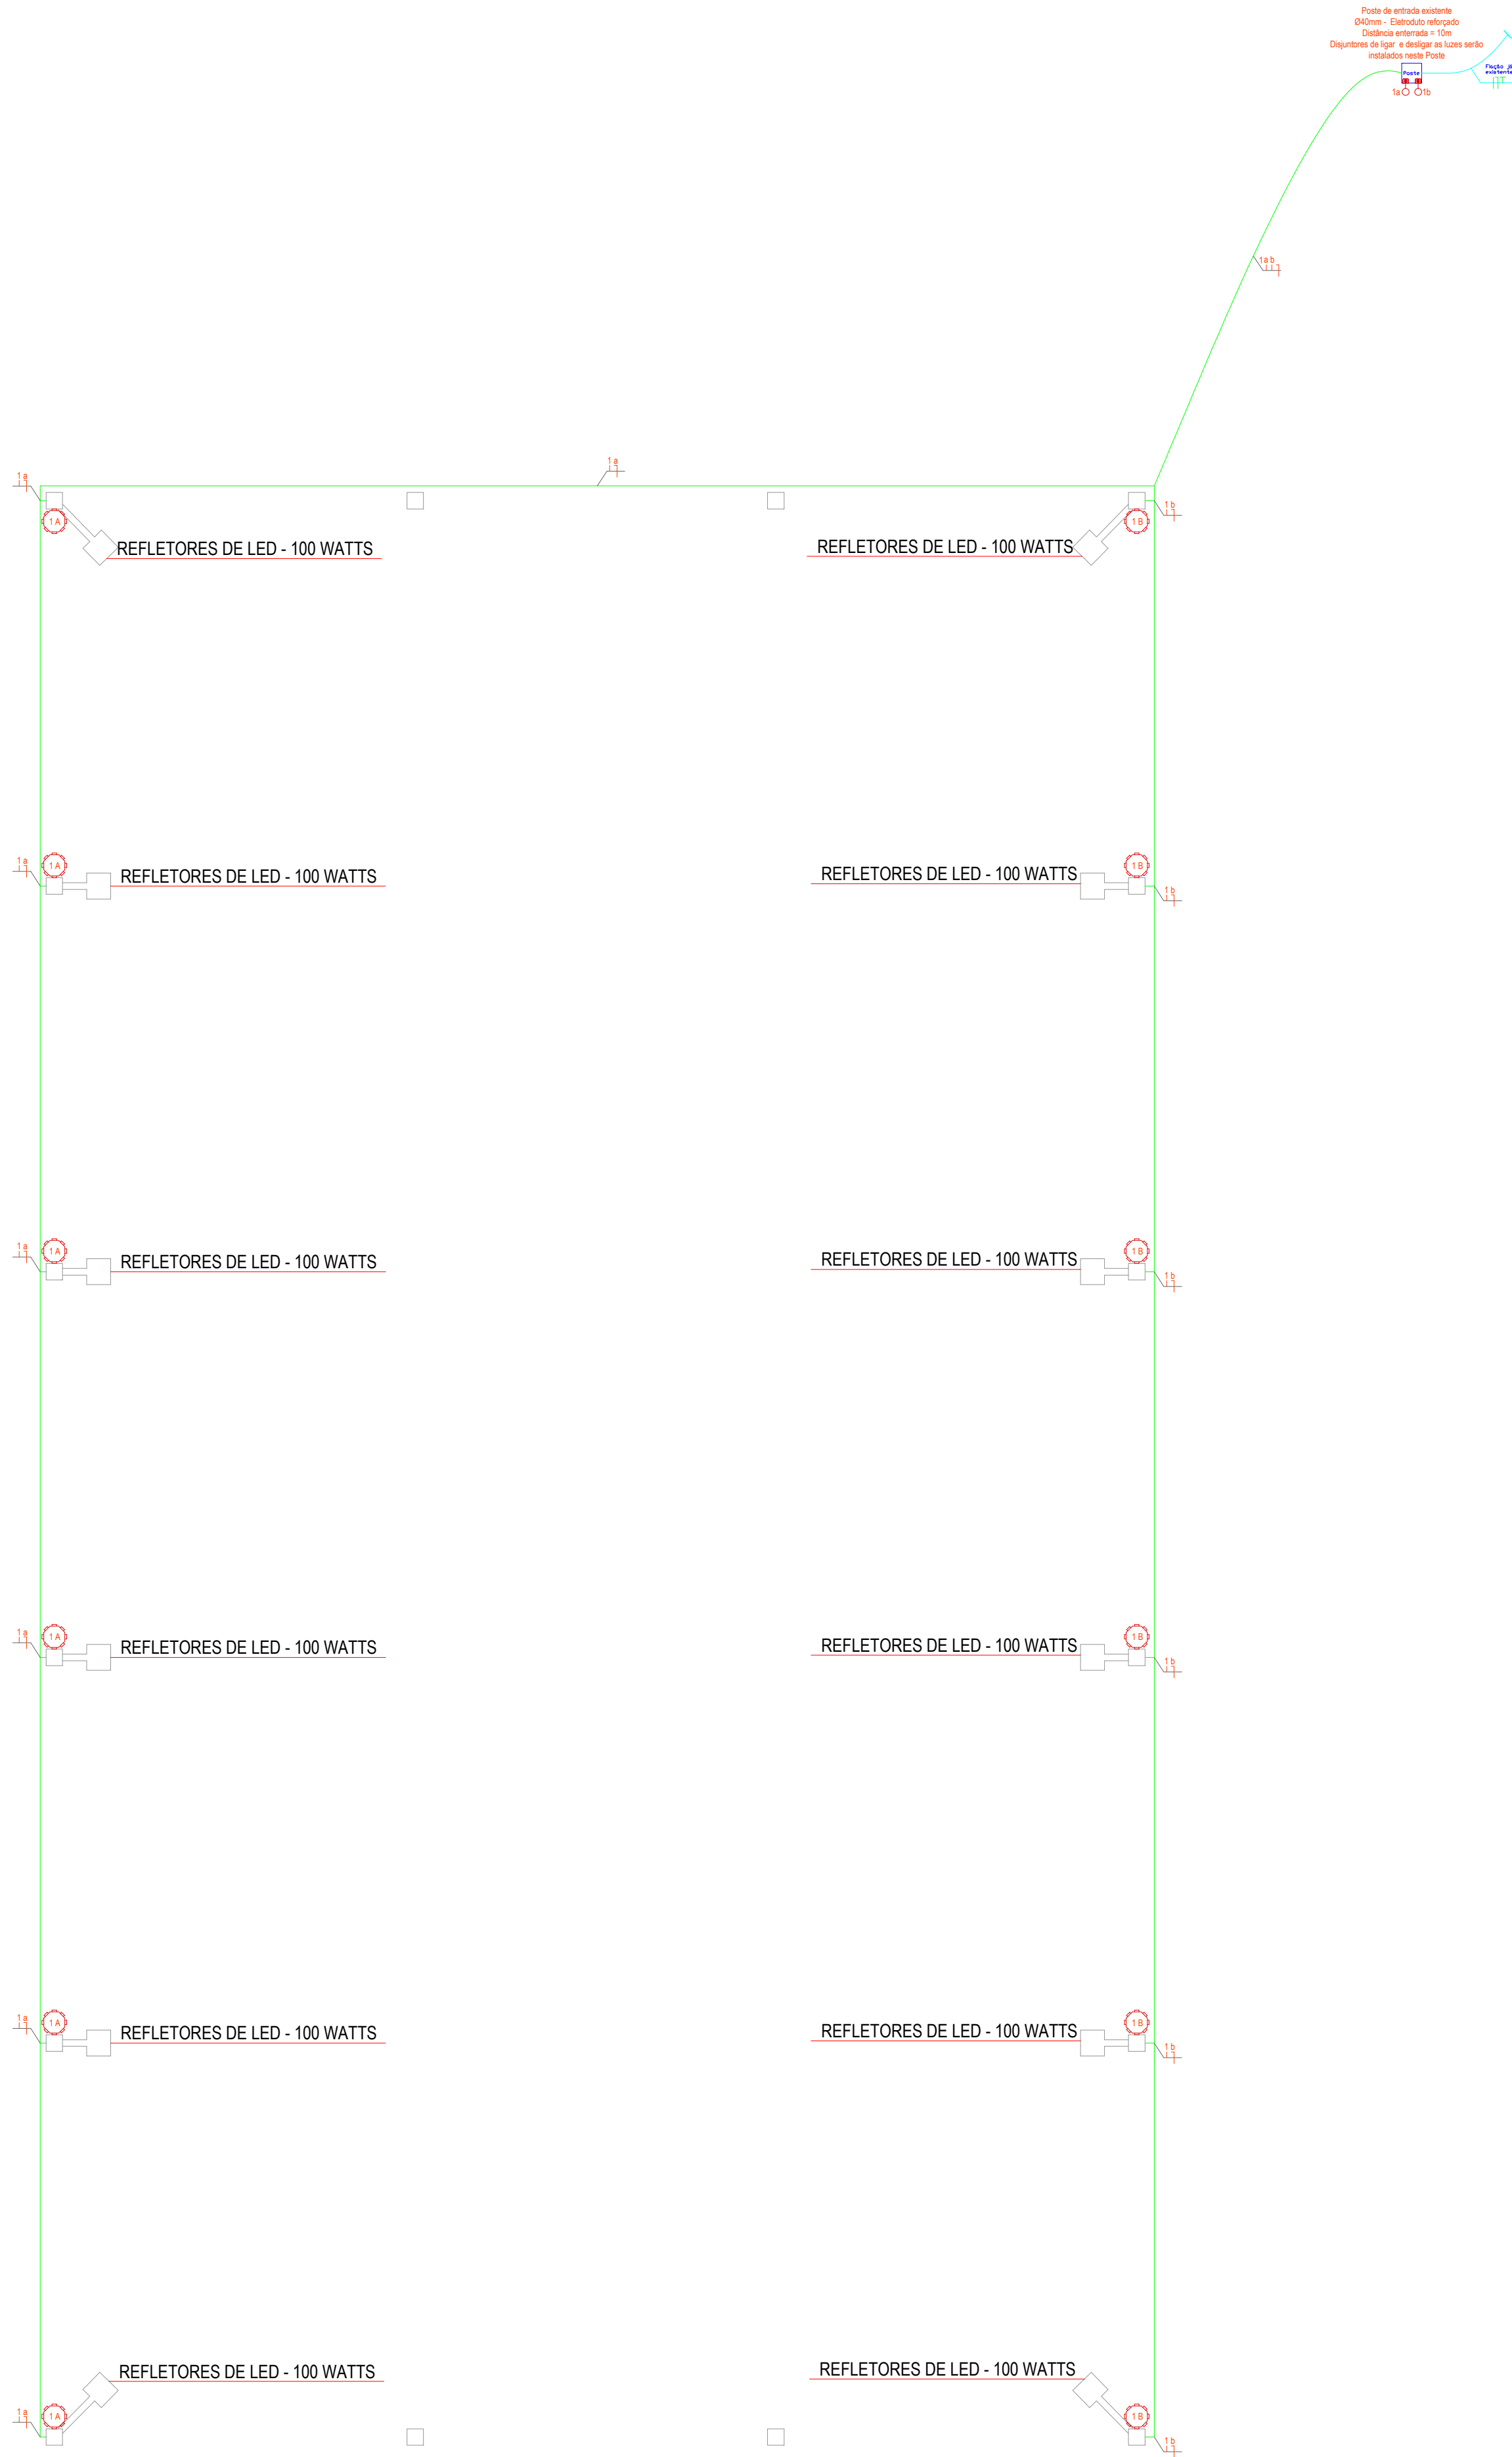 Poste de entrada existente
Ø40mm - Eletroduto reforçado
Distância enterrada = 10m
Disjuntores de ligar e desligar as luzes serão
instalados neste Poste
Poste
Fiação já
existente
1a 1b
1a b
1a
1a
1A
1B
1b
REFLETORES DE LED - 100 WATTS
REFLETORES DE LED - 100 WATTS
1a
1A
1B
REFLETORES DE LED - 100 WATTS
REFLETORES DE LED - 100 WATTS
1b
1a
1A
1B
REFLETORES DE LED - 100 WATTS
REFLETORES DE LED - 100 WATTS
1b
1a
1A
1B
REFLETORES DE LED - 100 WATTS
REFLETORES DE LED - 100 WATTS
1b
1a
1A
1B
REFLETORES DE LED - 100 WATTS
REFLETORES DE LED - 100 WATTS
1b
REFLETORES DE LED - 100 WATTS
REFLETORES DE LED - 100 WATTS
1a
1A
1B
1b